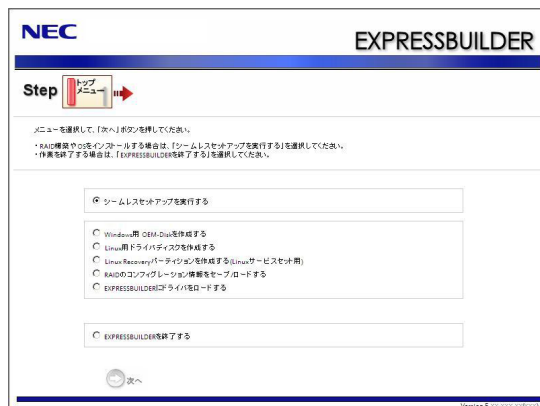 NEC
EXPRESSBUILDER
Step
トップ
メニュー
メニューを選択して、「次へ」ボタンを押してください。
・RAID構築やOSをインストールする場合は、「シームレスセットアップを実行する」を選択してください。
・作業を終了する場合は、「EXPRESSBUILDERを終了する」を選択してください。
シームレスセットアップを実行する
Windows用 OEM-Diskを作成する
Linux用ドライバディスクを作成する
Linux Recoveryパーティションを作成する(Linuxサービスセット用)
RAIDのコンフィグレーション情報をセーブ/ロードする
EXPRESSBUILDERにドライバをロードする
EXPRESSBUILDERを終了する
次へ
Version 5